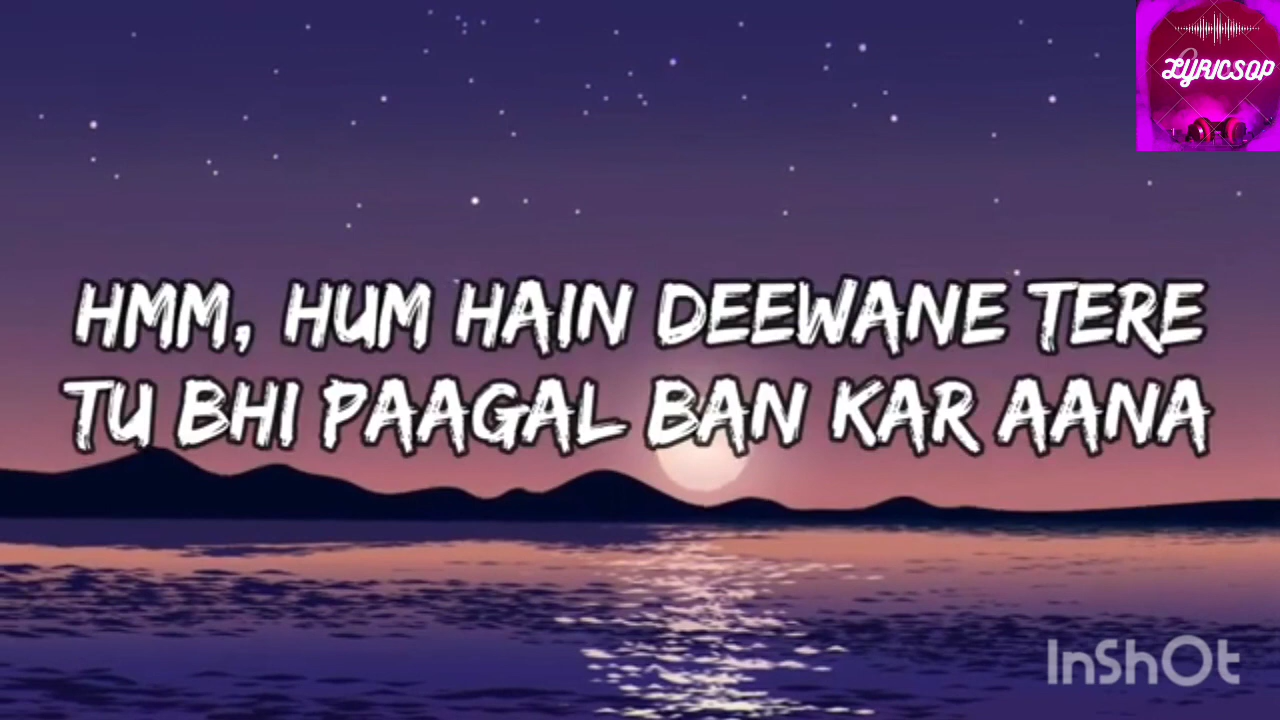 LYRICSOP
HMM, HUM HAIN DEEWANE TERE
TU BHI PAAGAL BAN KAR AANA
InShOt